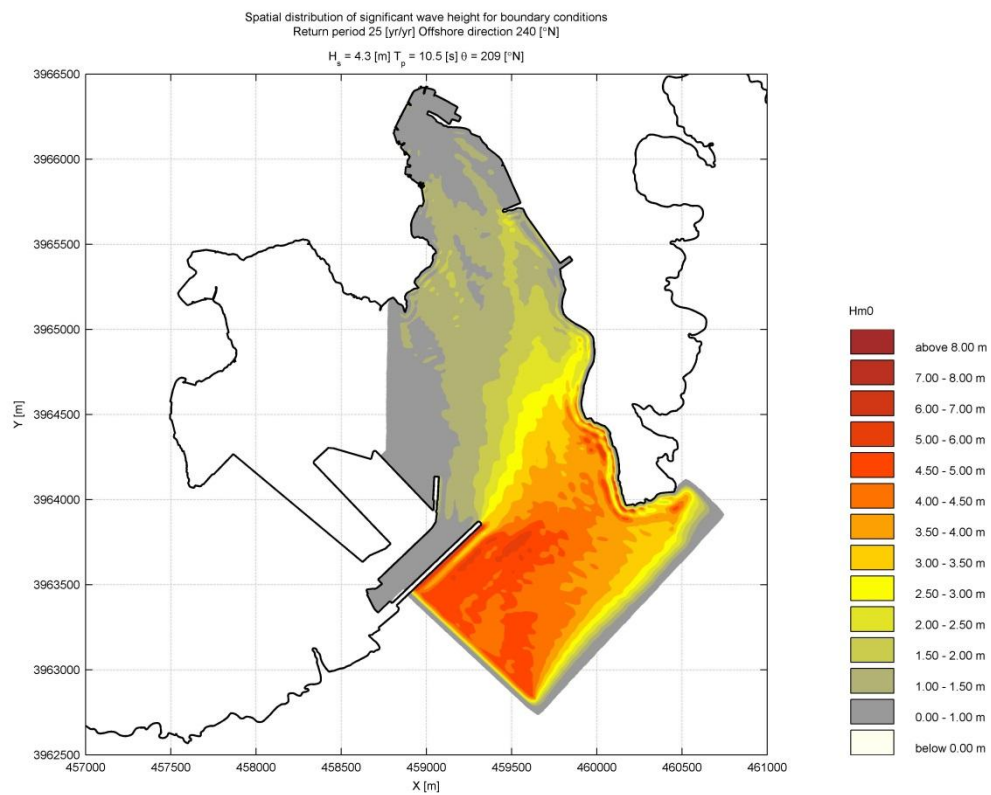 Spatial distribution of significant wave height for boundary conditions
Return period 25 [yr/yr] Offshore direction 240 [°N]
Hs = 4.3 [m] Tp = 10.5 [s] θ = 209 [°N]
3966500
3966000
3965500
3965000
3964500
3964000
3963500
3963000
3962500
Y [m]
457000 457500 458000 458500 459000 459500 460000 460500 461000
X [m]
Hm0
above 8.00 m
7.00 - 8.00 m
6.00 - 7.00 m
5.00 - 6.00 m
4.50 - 5.00 m
4.00 - 4.50 m
3.50 - 4.00 m
3.00 - 3.50 m
2.50 - 3.00 m
2.00 - 2.50 m
1.50 - 2.00 m
1.00 - 1.50 m
0.00 - 1.00 m
below 0.00 m